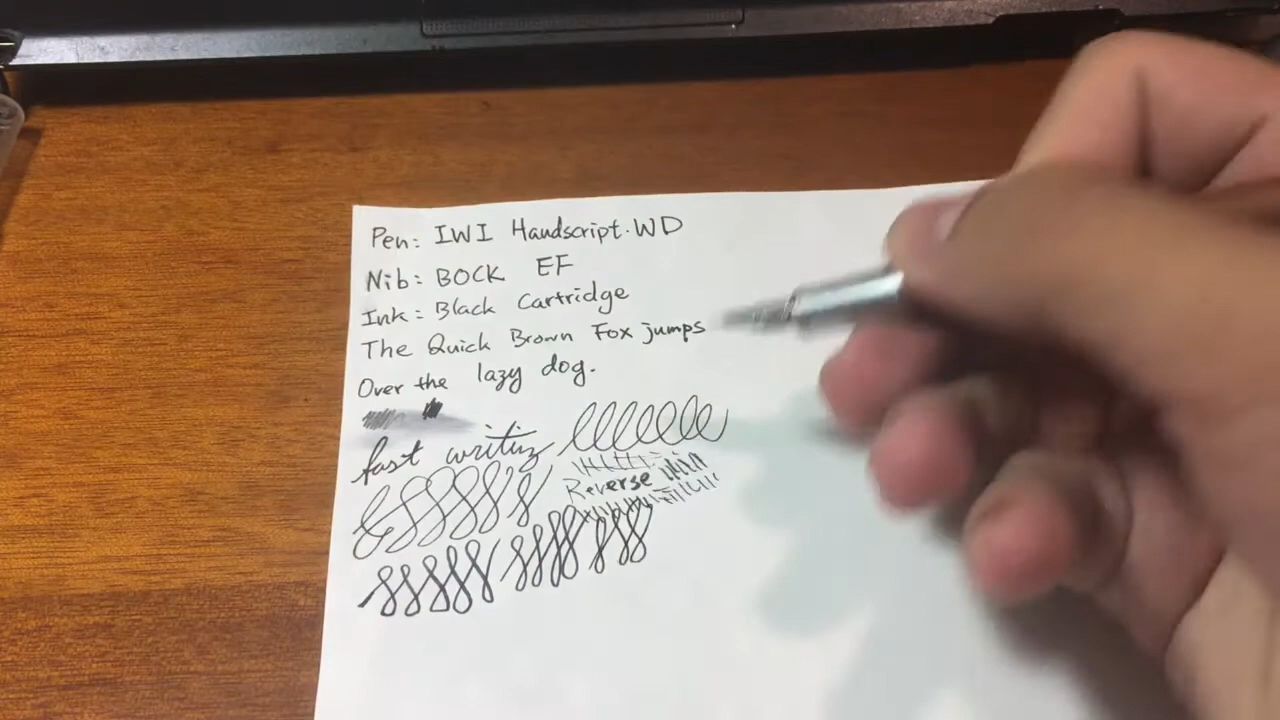 Pen: IWI Handscript.WD
Nib: BOCK EF
Ink: Black Cartridge
The Quick Brown Fox jumps
Over the lazy dog.
fast writing
Reverse